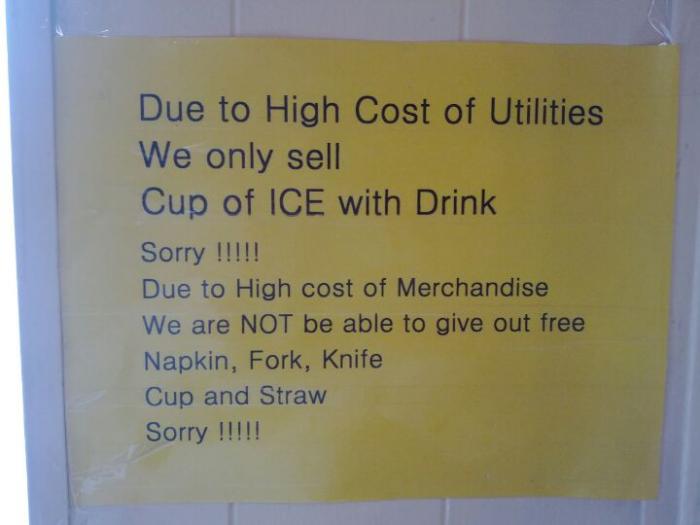 Due to High Cost of Utilities
We only sell
Cup of ICE with Drink
Sorry !!!!!
Due to High cost of Merchandise
We are NOT be able to give out free
Napkin, Fork, Knife
Cup and Straw
Sorry !!!!!